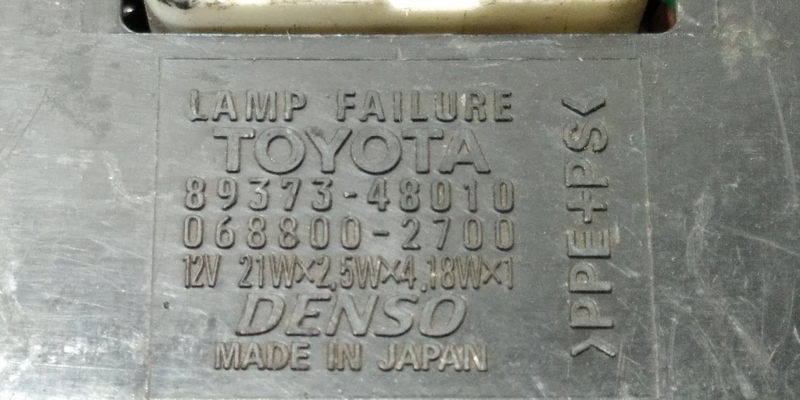 LAMP FAILURE
TOYOTA
89373-48010
068800-2700
12V 21W×2,5W×4,18W×1
DENSO
MADE IN JAPAN
>PPE+PS<